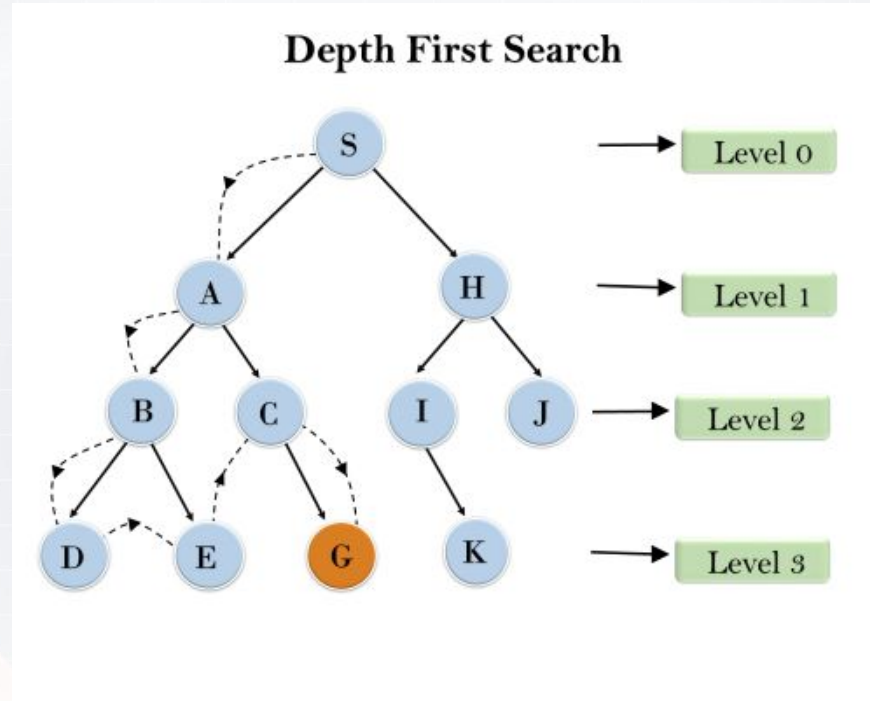 Depth First Search
S
Level 0
A
H
Level 1
B
C
I
J
Level 2
D
E
G
K
Level 3